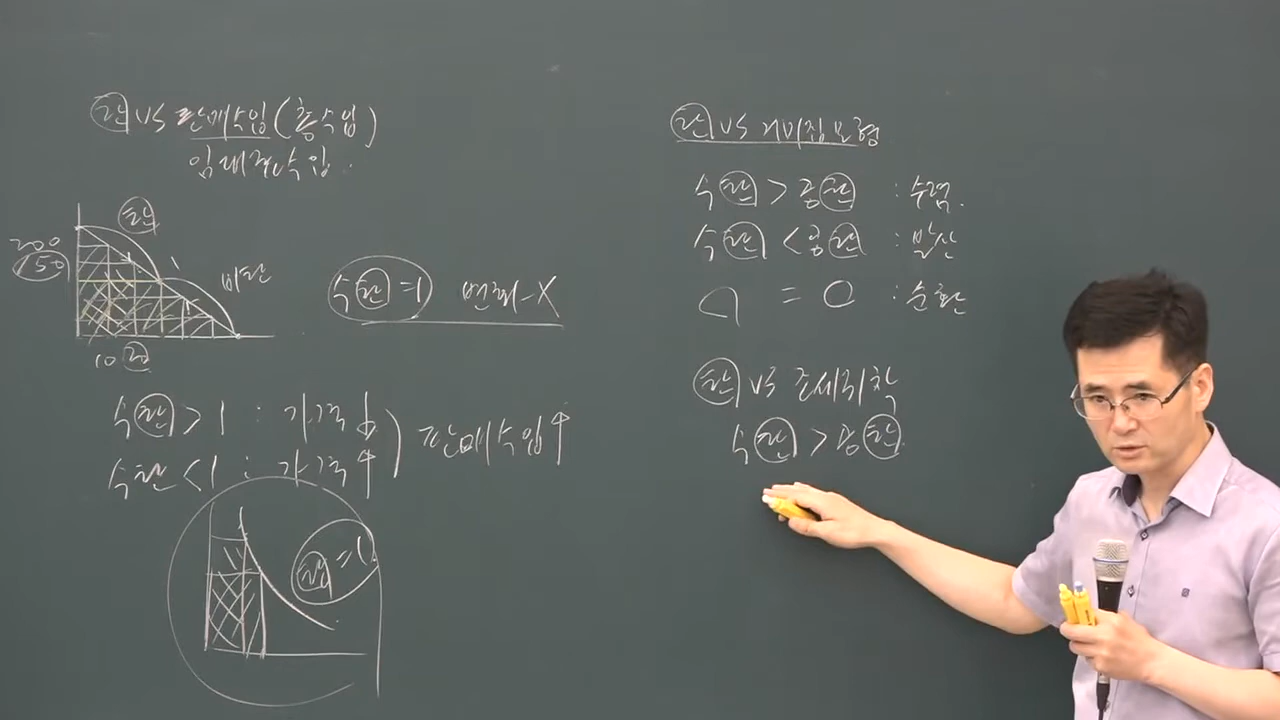 탄 VS 판매수입(총수입)
임대료수입
탄
200
150
1
비탄
10
수탄=1 변화 X
수탄 > 1 : 가격↓
수탄 < 1 : 가격↑
판매수입↑
탄=1
탄 VS 거미집모형
수탄 > 공탄 : 수렴.
수탄 < 공탄 : 발산
= : 순환
탄 VS 조세귀착
수탄 > 공탄.